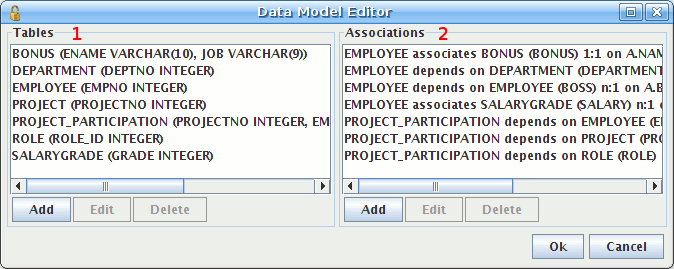 Data Model Editor
Tables 1
BONUS (ENAME VARCHAR(10), JOB VARCHAR(9))
DEPARTMENT (DEPTNO INTEGER)
EMPLOYEE (EMPNO INTEGER)
PROJECT (PROJECTNO INTEGER)
PROJECT_PARTICIPATION (PROJECTNO INTEGER, EM
ROLE (ROLE_ID INTEGER)
SALARYGRADE (GRADE INTEGER)
Add Edit Delete
Associations 2
EMPLOYEE associates BONUS (BONUS) 1:1 on A.NAM
EMPLOYEE depends on DEPARTMENT (DEPARTMEN
EMPLOYEE depends on EMPLOYEE (BOSS) n:1 on A.B
EMPLOYEE associates SALARYGRADE (SALARY) n:1 o
PROJECT_PARTICIPATION depends on EMPLOYEE (E
PROJECT_PARTICIPATION depends on PROJECT (PRO
PROJECT_PARTICIPATION depends on ROLE (ROLE)
Add Edit Delete
Ok Cancel